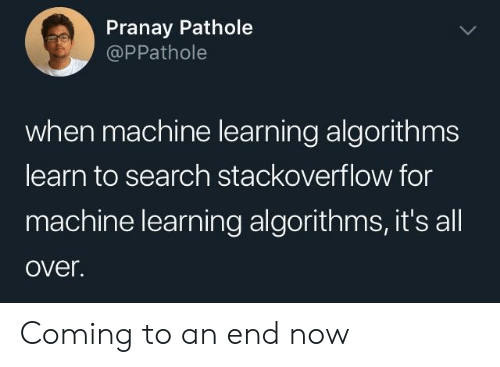 Pranay Pathole
@PPathole
when machine learning algorithms
learn to search stackoverflow for
machine learning algorithms, it's all
over.
Coming to an end now